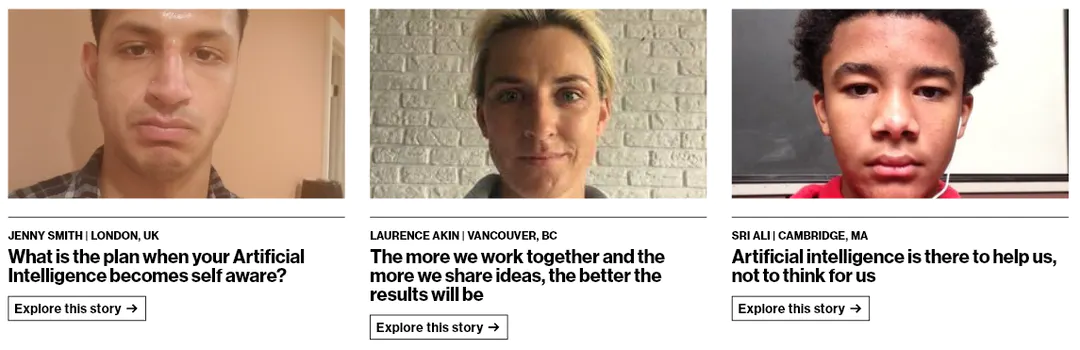 JENNY SMITH | LONDON, UK
What is the plan when your Artificial
Intelligence becomes self aware?
Explore this story →
LAURENCE AKIN | VANCOUVER, BC
The more we work together and the
more we share ideas, the better the
results will be
Explore this story →
SRI ALI | CAMBRIDGE, MA
Artificial intelligence is there to help us,
not to think for us
Explore this story →